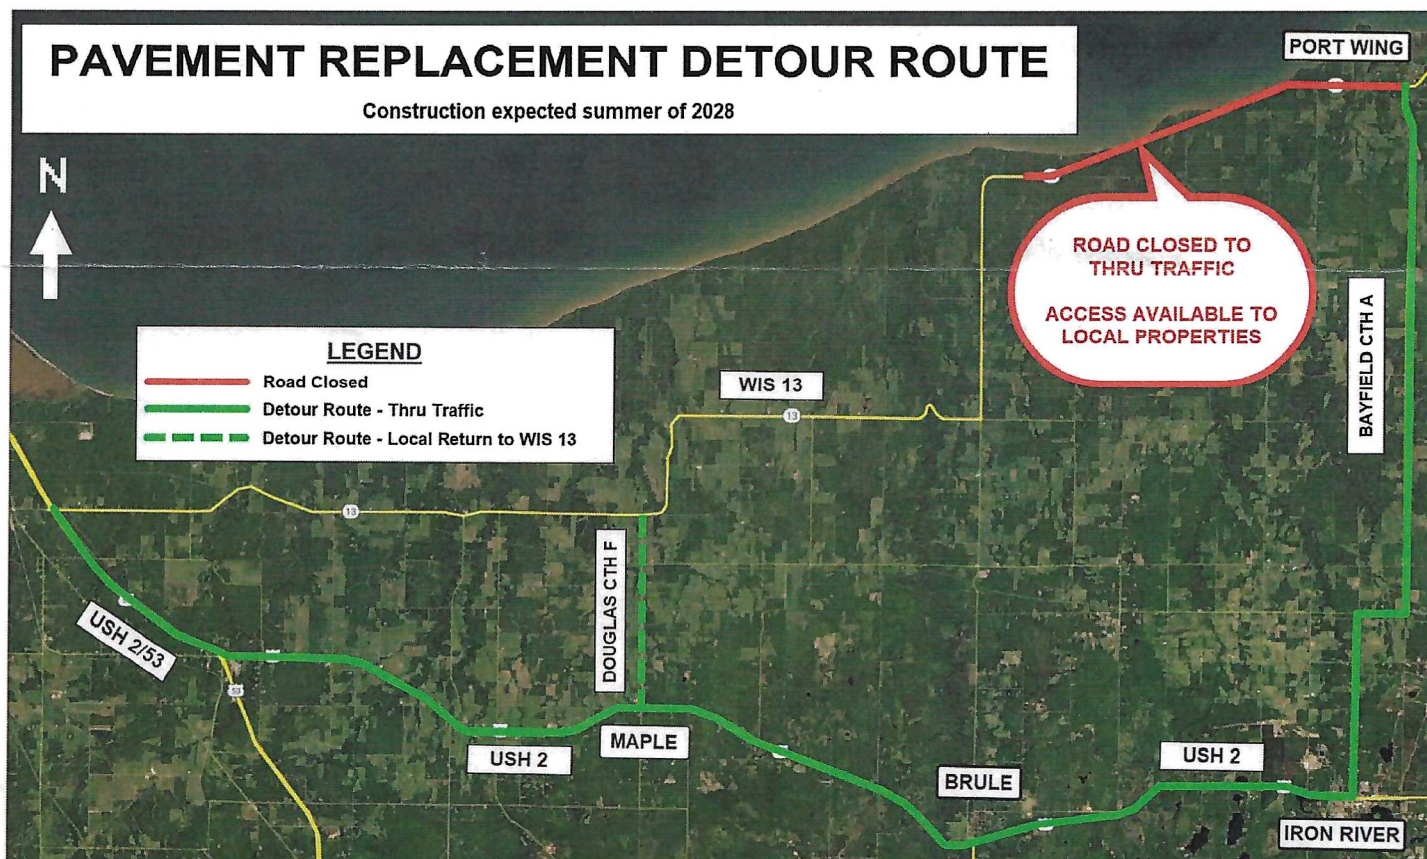 PAVEMENT REPLACEMENT DETOUR ROUTE
Construction expected summer of 2028
PORT WING
N
ROAD CLOSED TO
THRU TRAFFIC
ACCESS AVAILABLE TO
LOCAL PROPERTIES
BAYFIELD CTH A
LEGEND
Road Closed
Detour Route - Thru Traffic
Detour Route - Local Return to WIS 13
WIS 13
13
13
DOUGLAS CTH F
USH 2/53
53
USH 2
MAPLE
BRULE
USH 2
IRON RIVER